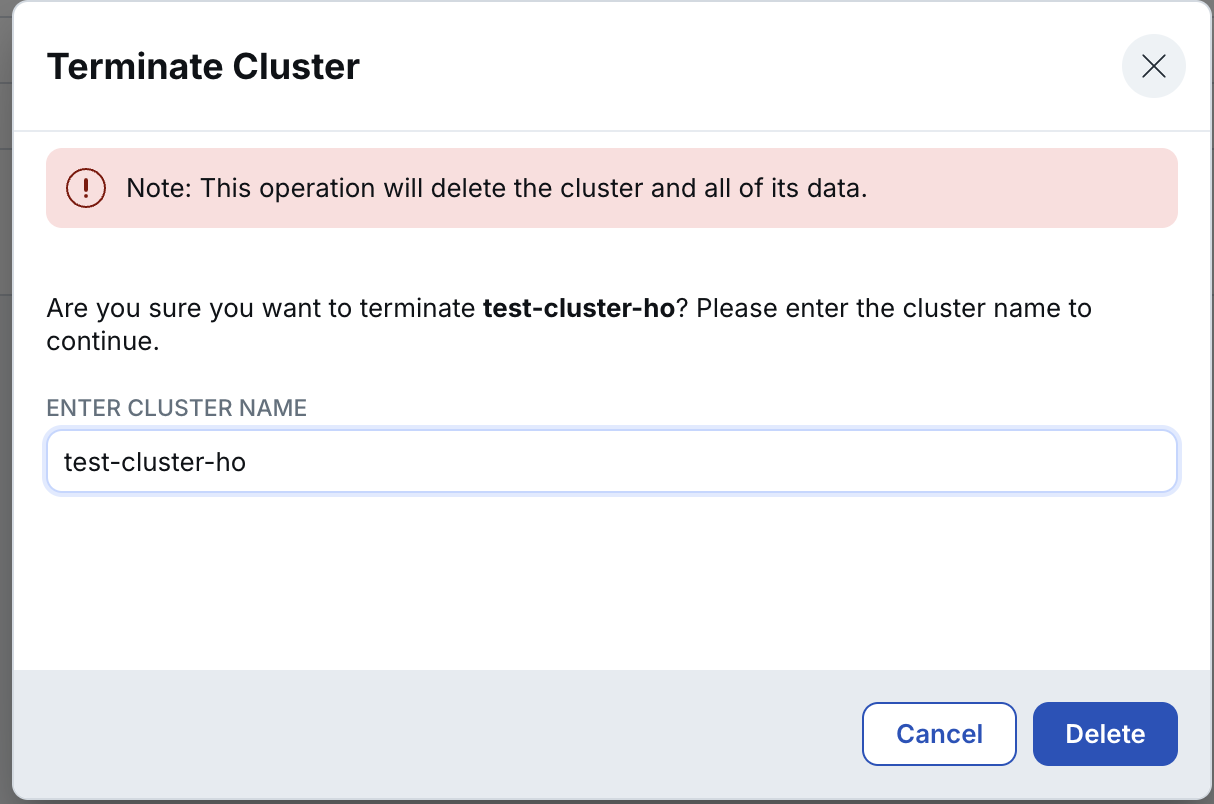 Terminate Cluster
Note: This operation will delete the cluster and all of its data.
Are you sure you want to terminate test-cluster-ho? Please enter the cluster name to
continue.
ENTER CLUSTER NAME
test-cluster-ho
Cancel Delete